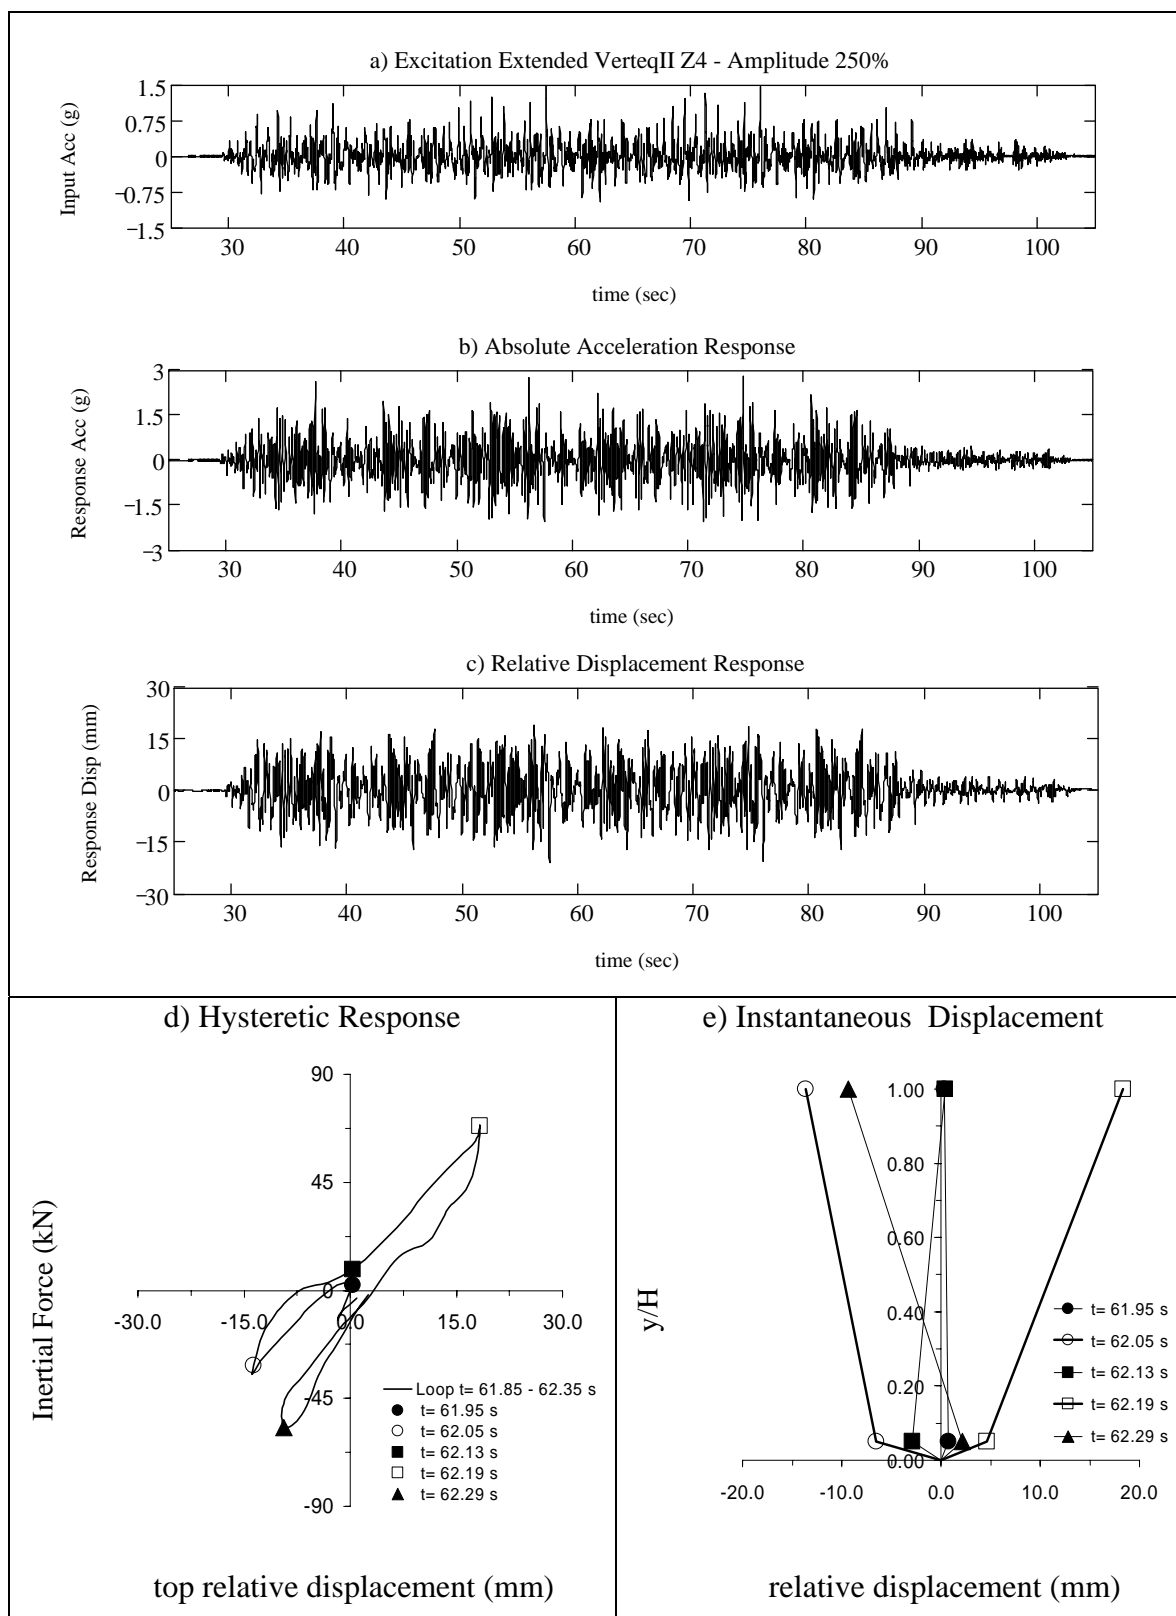 a) Excitation Extended VerteqII Z4 - Amplitude 250%
1.5
0.75
0
−0.75
−1.5
Input Acc (g)
30 40 50 60 70 80 90 100
time (sec)
b) Absolute Acceleration Response
3
1.5
0
−1.5
−3
Response Acc (g)
30 40 50 60 70 80 90 100
time (sec)
c) Relative Displacement Response
30
15
0
−15
−30
Response Disp (mm)
30 40 50 60 70 80 90 100
time (sec)
d) Hysteretic Response
90
45
0
-45
-90
-30.0 -15.0 0.0 15.0 30.0
Inertial Force (kN)
Loop t= 61.85 - 62.35 s
t= 61.95 s
t= 62.05 s
t= 62.13 s
t= 62.19 s
t= 62.29 s
top relative displacement (mm)
e) Instantaneous Displacement
1.00
0.80
0.60
0.40
0.20
0.00
y/H
t= 61.95 s
t= 62.05 s
t= 62.13 s
t= 62.19 s
t= 62.29 s
-20.0 -10.0 0.0 10.0 20.0
relative displacement (mm)